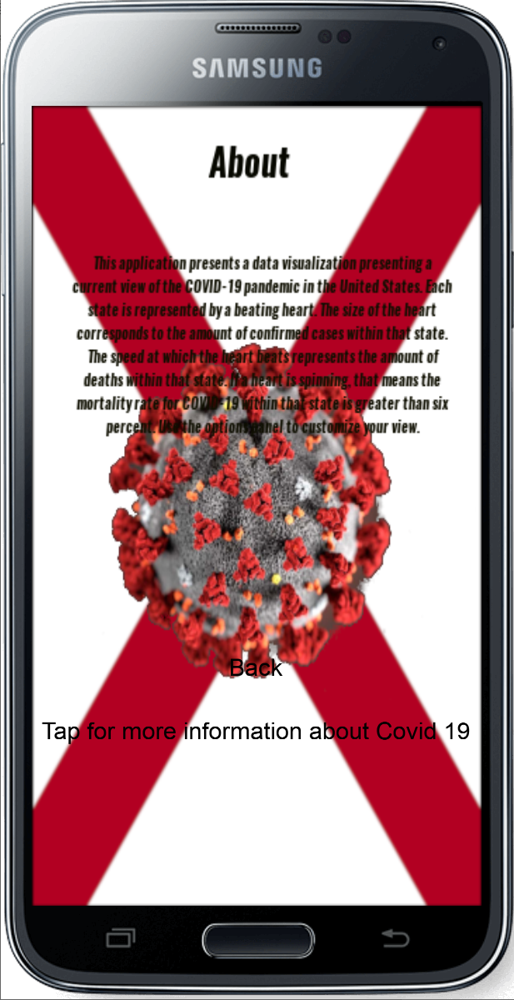 SAMSUNG
About
This application presents a data visualization presenting a
current view of the COVID-19 pandemic in the United States. Each
state is represented by a beating heart. The size of the heart
corresponds to the amount of confirmed cases within that state.
The speed at which the heart beats represents the amount of
deaths within that state. If a heart is spinning, that means the
mortality rate for COVID-19 within that state is greater than six
percent. Use the options panel to customize your view.
Back
Tap for more information about Covid 19